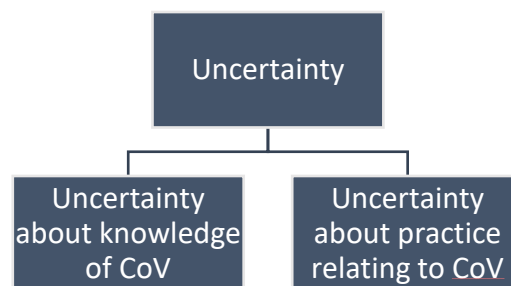 Uncertainty
Uncertainty
about knowledge
of CoV
Uncertainty
about practice
relating to CoV